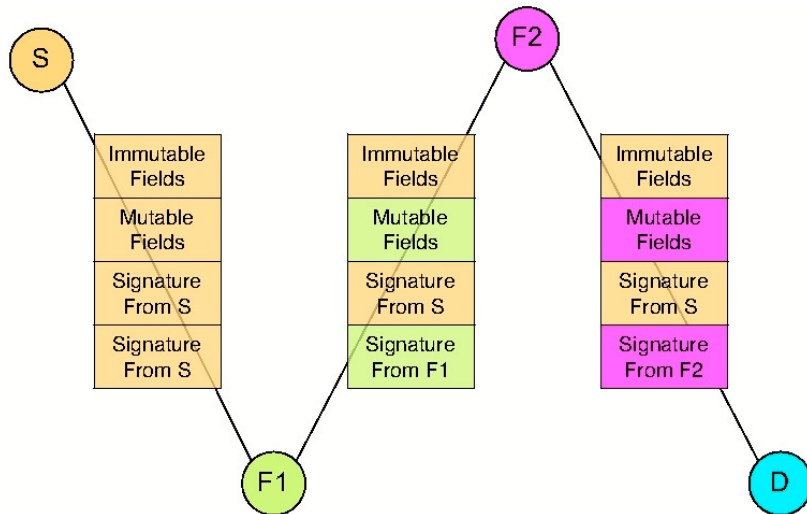 S
F2
Immutable
Fields
Mutable
Fields
Signature
From S
Signature
From S
Immutable
Fields
Mutable
Fields
Signature
From S
Signature
From F1
Immutable
Fields
Mutable
Fields
Signature
From S
Signature
From F2
F1
D